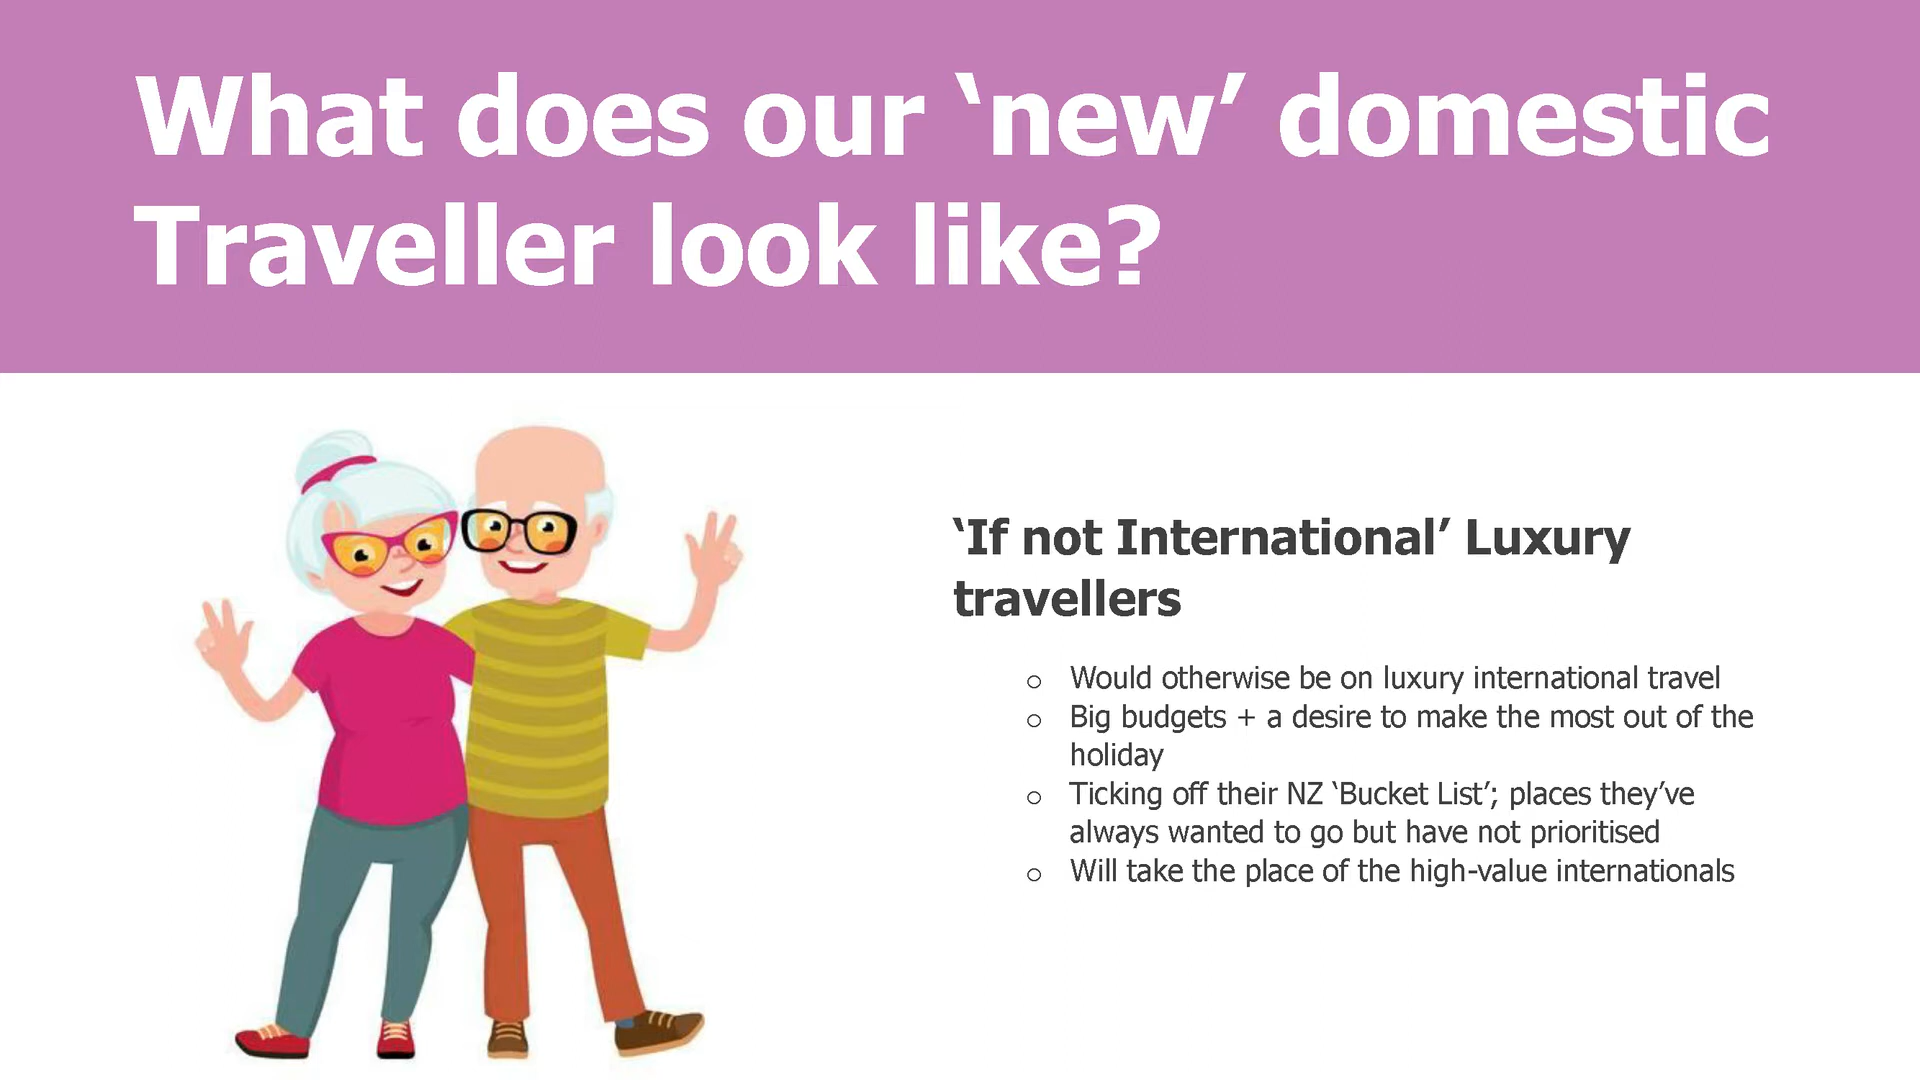 What does our ‘new’ domestic
Traveller look like?
‘If not International’ Luxury
travellers
o Would otherwise be on luxury international travel
o Big budgets + a desire to make the most out of the
holiday
o Ticking off their NZ ‘Bucket List’; places they’ve
always wanted to go but have not prioritised
o Will take the place of the high-value internationals